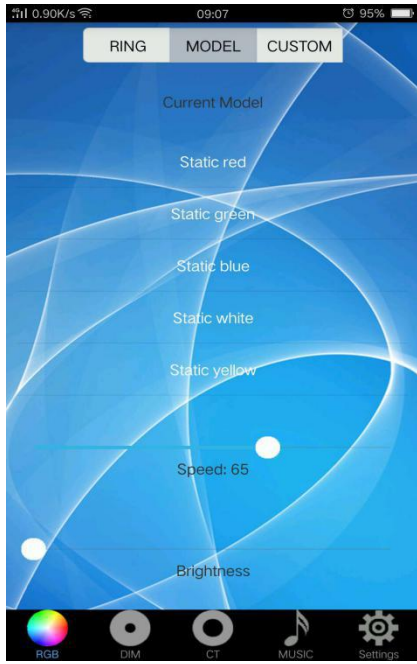 4G 0.90K/s 09:07 95%
RING MODEL CUSTOM
Current Model
Static red
Static green
Static blue
Static white
Static yellow
Speed: 65
Brightness
RGB DIM CT MUSIC Settings